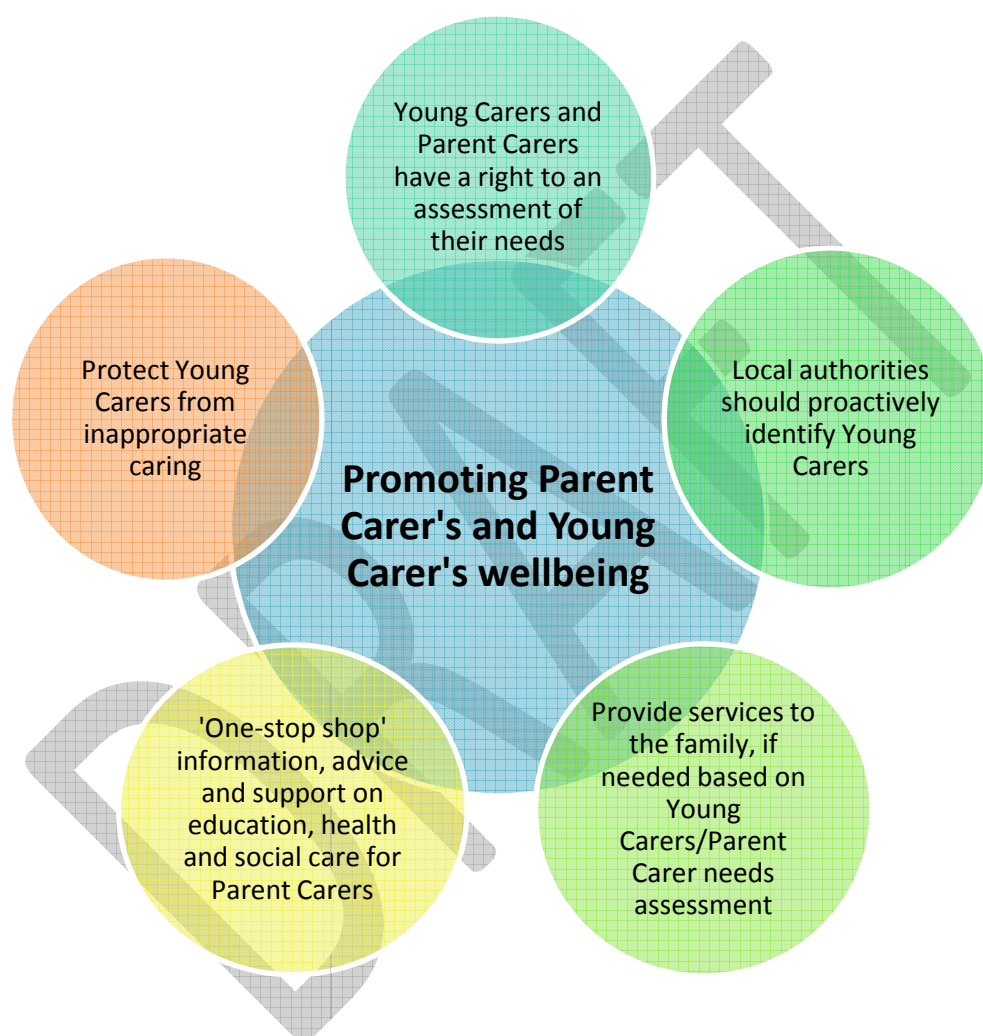 Young Carers and
Parent Carers
have a right to an
assessment of
their needs
Local authorities
should proactively
identify Young
Carers
Provide services to
the family, if
needed based on
Young
Carers/Parent
Carer needs
assessment
'One-stop shop'
information, advice
and support on
education, health
and social care for
Parent Carers
Protect Young
Carers from
inappropriate
caring
Promoting Parent
Carer's and Young
Carer's wellbeing
DRAFT